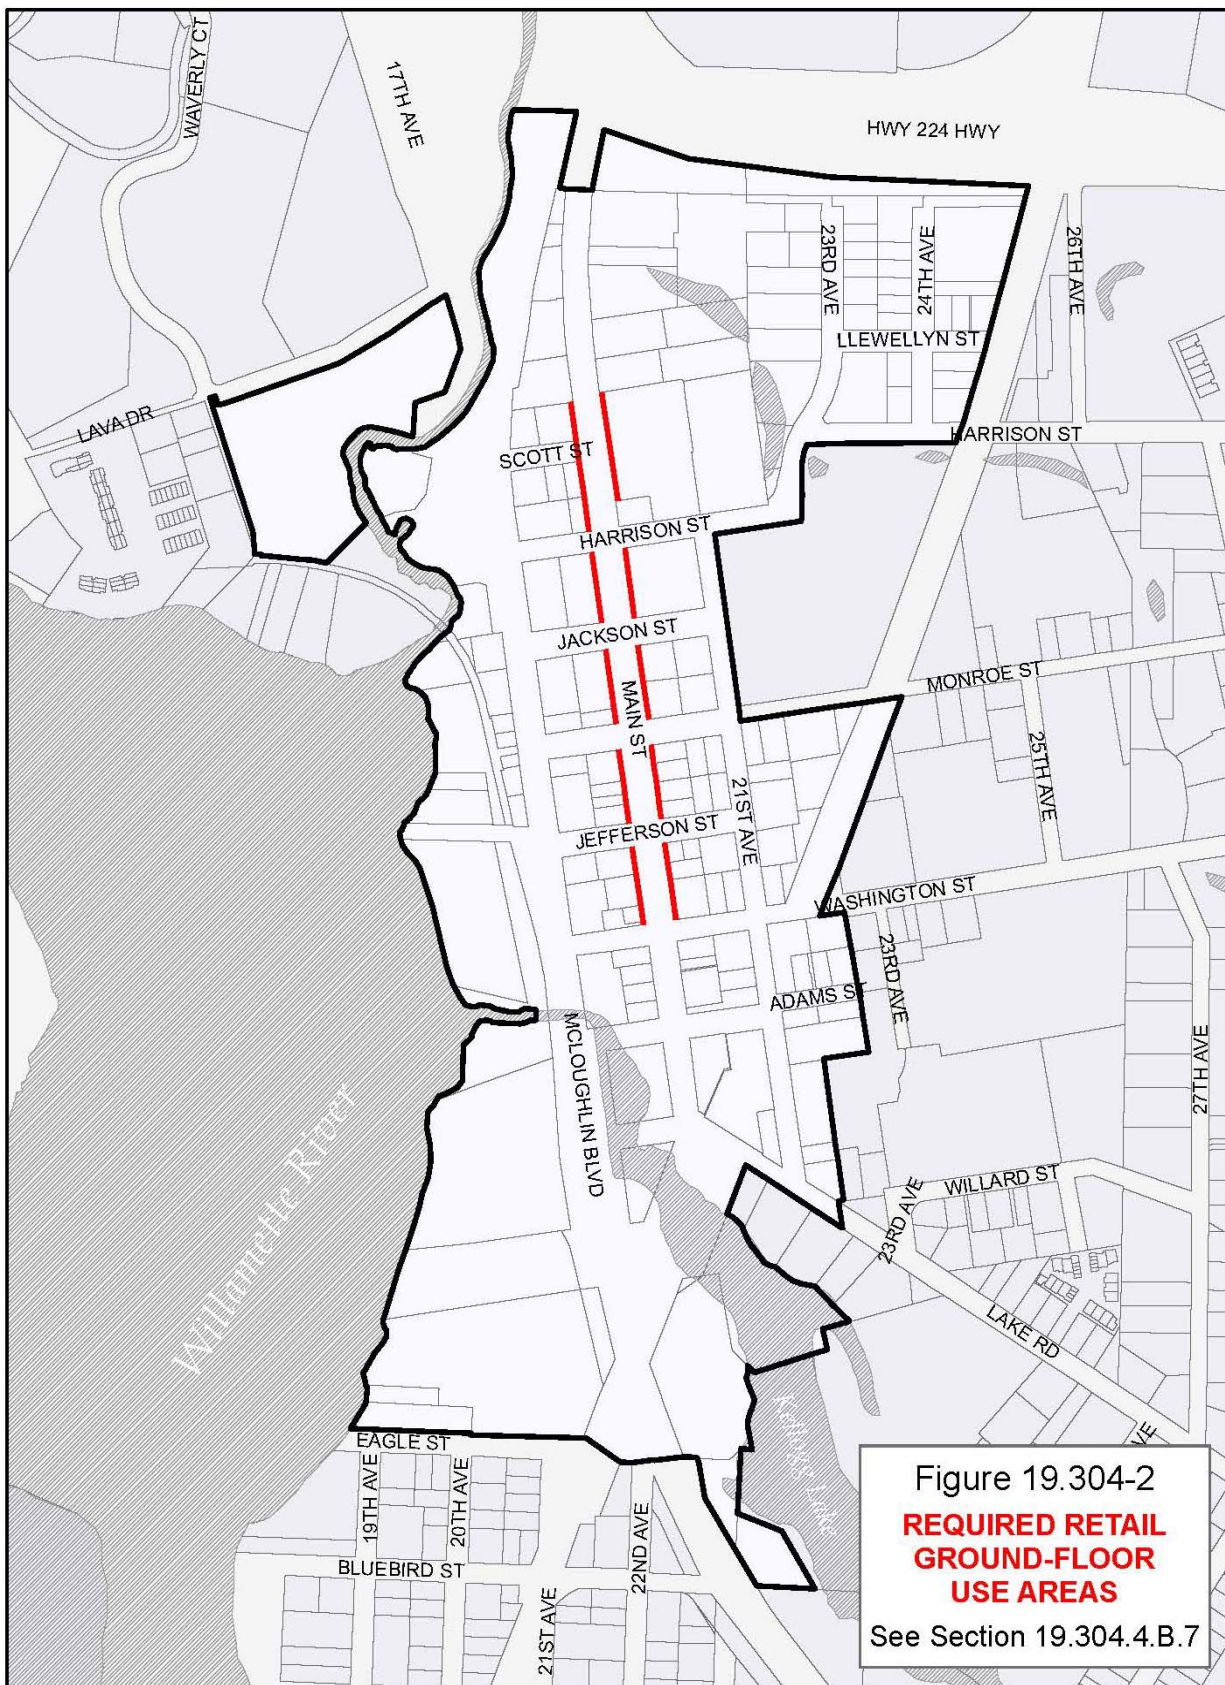 WAVERLY CT
17TH AVE
HWY 224 HWY
23RD AVE
24TH AVE
26TH AVE
LLEWELLYN ST
LAVA DR
HARRISON ST
SCOTT ST
HARRISON ST
JACKSON ST
MAIN ST
MONROE ST
25TH AVE
21ST AVE
JEFFERSON ST
WASHINGTON ST
23RD AVE
ADAMS ST
MCLOUGHLIN BLVD
27TH AVE
Willamette River
WILLARD ST
23RD AVE
LAKE RD
Kellogg Lake
EAGLE ST
19TH AVE
20TH AVE
22ND AVE
BLUEBIRD ST
21ST AVE
AVE
Figure 19.304-2
REQUIRED RETAIL
GROUND-FLOOR
USE AREAS
See Section 19.304.4.B.7